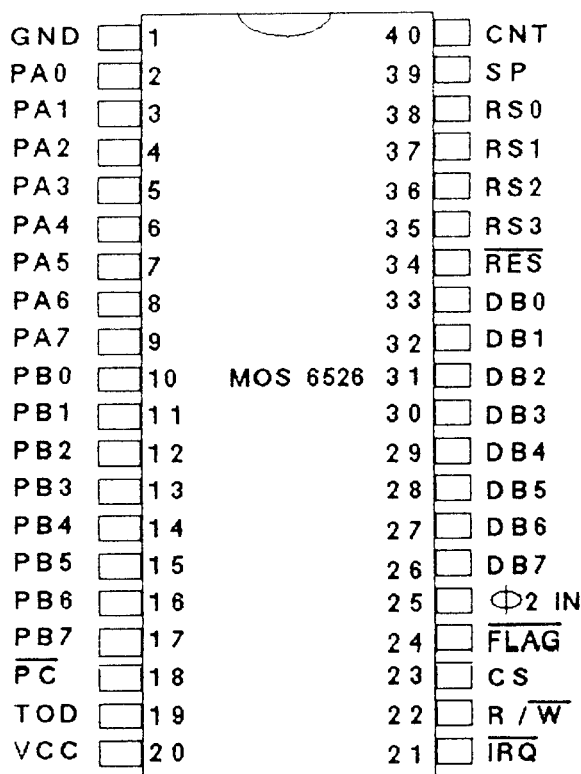 GND 1 40 CNT
PA0 2 39 SP
PA1 3 38 RS0
PA2 4 37 RS1
PA3 5 36 RS2
PA4 6 35 RS3
PA5 7 34 R̅E̅S̅
PA6 8 33 DB0
PA7 9 32 DB1
PB0 10 MOS 6526 31 DB2
PB1 11 30 DB3
PB2 12 29 DB4
PB3 13 28 DB5
PB4 14 27 DB6
PB5 15 26 DB7
PB6 16 25 Φ2 IN
PB7 17 24 F̅L̅A̅G̅
P̅C̅ 18 23 CS
TOD 19 22 R/W̅
VCC 20 21 I̅R̅Q̅